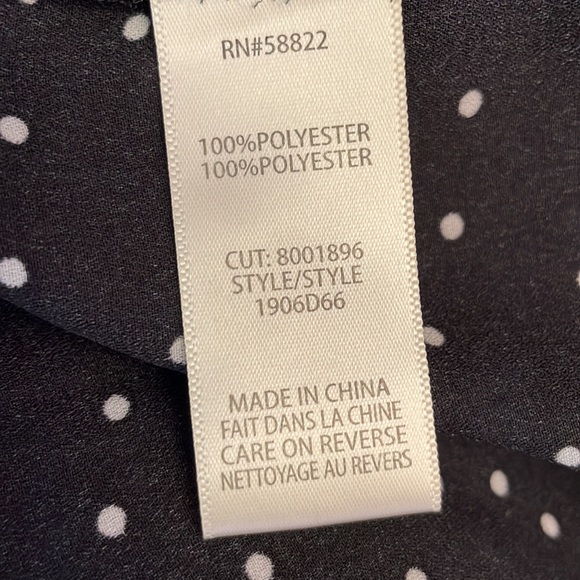 RN#58822
100%POLYESTER
100%POLYESTER
CUT: 8001896
STYLE/STYLE
1906D66
MADE IN CHINA
FAIT DANS LA CHINE
CARE ON REVERSE
NETTOYAGE AU REVERS